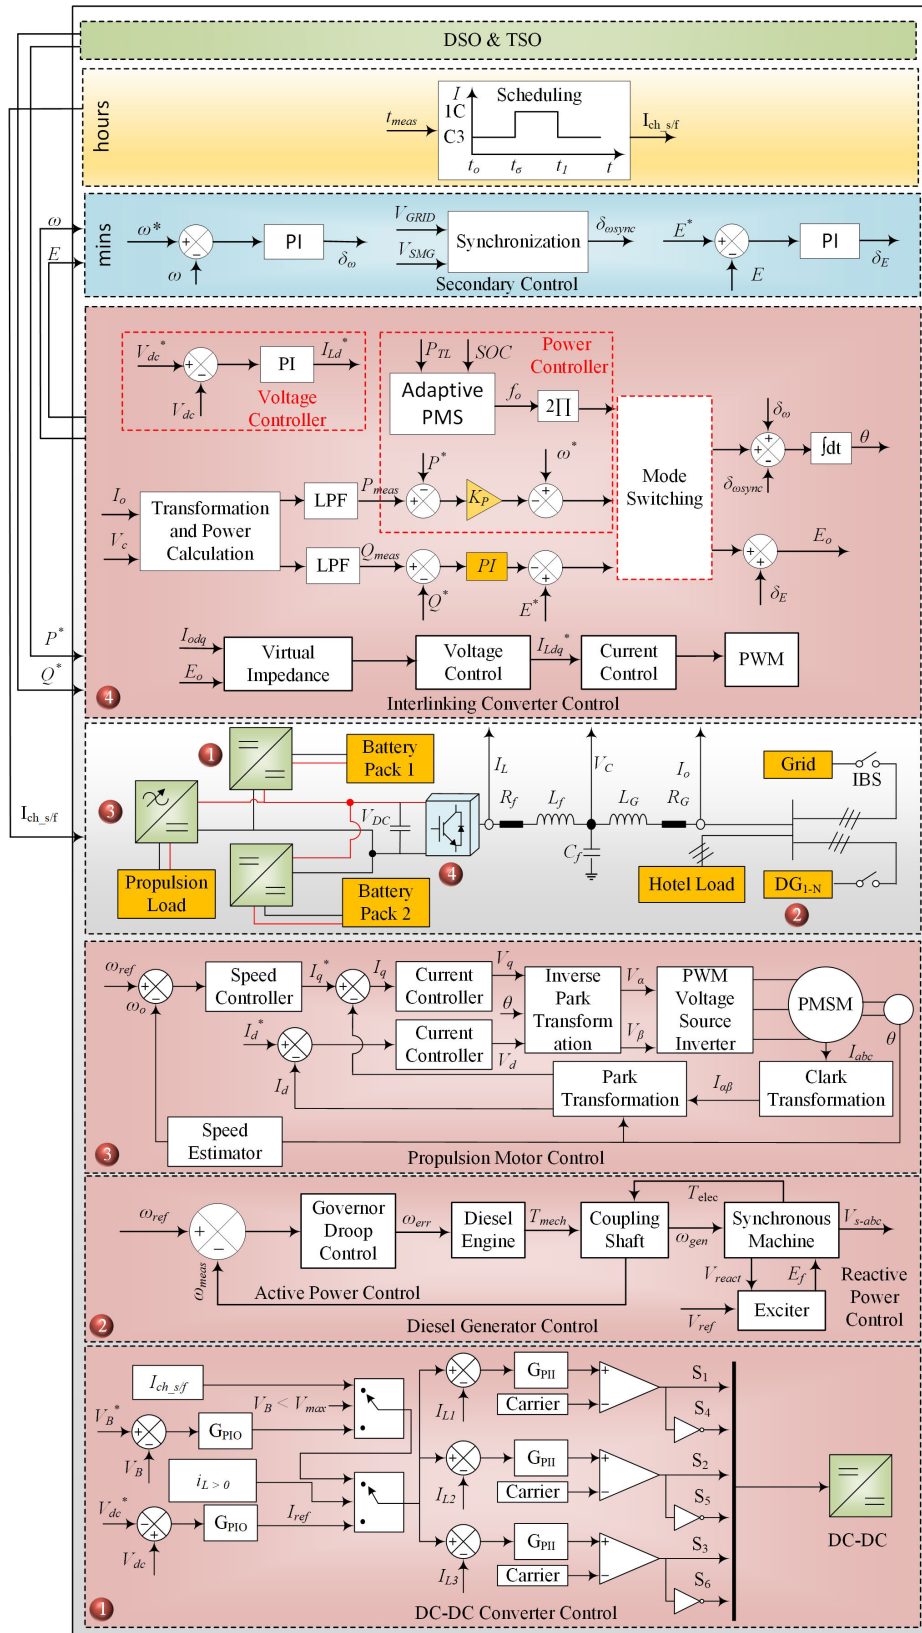 DSO & TSO
hours
t_meas
I
1C
C3
Scheduling
t_o t_σ t_1 t
I_ch_s/f
ω
E
mins
ω*
+
−
ω
PI
δ_ω
V_GRID
V_SMG
Synchronization
δ_ωsync
E*
+
−
E
PI
δ_E
Secondary Control
V_dc*
+
−
V_dc
PI
I_Ld*
Voltage
Controller
P_TL
SOC
Power
Controller
Adaptive
PMS
f_o
2∏
P*
ω*
Mode
Switching
δ_ω
+
+
−
δ_ωsync
∫dt
θ
I_o
V_c
Transformation
and Power
Calculation
LPF
P_meas
−
+
K_P
+
−
LPF
Q_meas
+
−
Q*
PI
−
+
E*
+
+
δ_E
E_o
P*
Q*
I_odq
E_o
Virtual
Impedance
Voltage
Control
I_Ldq*
Current
Control
PWM
4
Interlinking Converter Control
I_ch_s/f
1
Battery
Pack 1
3
V_DC
Propulsion
Load
Battery
Pack 2
4
I_L
R_f
L_f
V_C
C_f
L_G
R_G
I_o
Grid
IBS
Hotel Load
DG_1-N
2
ω_ref
+
−
ω_o
Speed
Controller
I_q*
+
−
I_q
Current
Controller
V_q
θ
Inverse
Park
Transform
ation
V_α
V_β
PWM
Voltage
Source
Inverter
PMSM
θ
I_d*
+
−
I_d
Current
Controller
V_d
I_abc
Park
Transformation
I_αβ
Clark
Transformation
Speed
Estimator
3
Propulsion Motor Control
ω_ref
+
−
ω_meas
Governor
Droop
Control
ω_err
Diesel
Engine
T_mech
Coupling
Shaft
T_elec
ω_gen
Synchronous
Machine
V_s-abc
V_react
E_f
V_ref
Exciter
Reactive
Power
Control
Active Power Control
2
Diesel Generator Control
I_ch_s/f
V_B < V_max
V_B*
+
−
V_B
G_PIO
i_L > 0
V_dc*
−
+
V_dc
G_PIO
I_ref
+
−
I_L1
G_PII
Carrier
+
−
S_1
S_4
+
−
I_L2
G_PII
Carrier
+
−
S_2
S_5
+
−
I_L3
G_PII
Carrier
+
−
S_3
S_6
DC-DC
1
DC-DC Converter Control